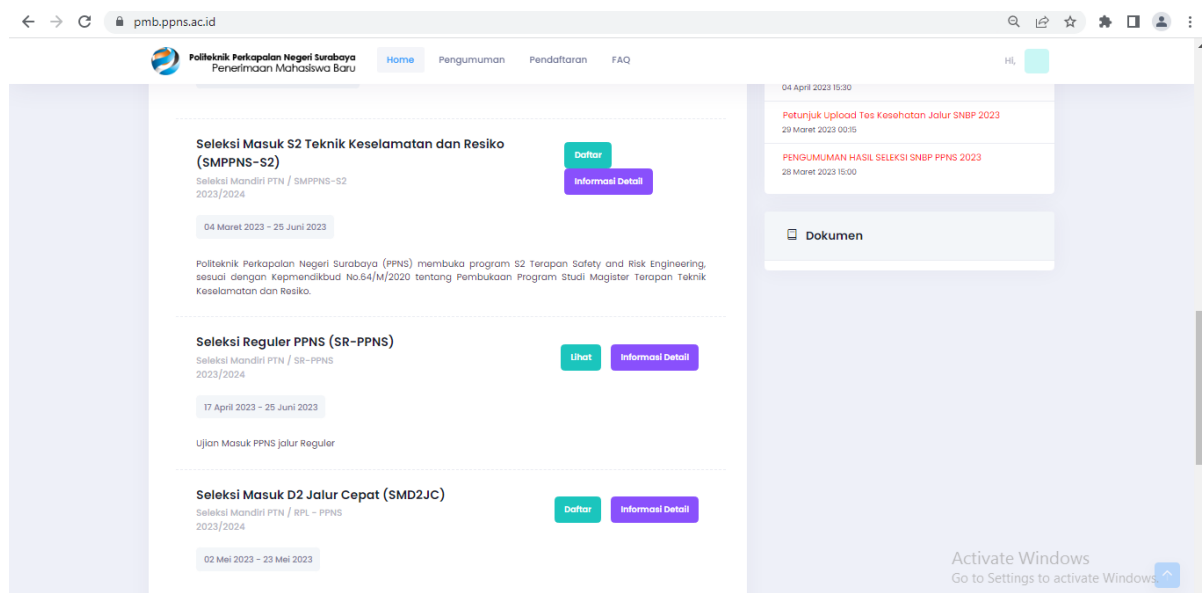 pmb.ppns.ac.id
Politeknik Perkapalan Negeri Surabaya
Penerimaan Mahasiswa Baru
Home
Pengumuman
Pendaftaran
FAQ
Hi,
Seleksi Masuk S2 Teknik Keselamatan dan Resiko
(SMPPNS-S2)
Seleksi Mandiri PTN / SMPPNS-S2
2023/2024
Daftar
Informasi Detail
04 Maret 2023 - 25 Juni 2023
Politeknik Perkapalan Negeri Surabaya (PPNS) membuka program S2 Terapan Safety and Risk Engineering,
sesuai dengan Kepmendikbud No.64/M/2020 tentang Pembukaan Program Studi Magister Terapan Teknik
Keselamatan dan Resiko.
Seleksi Reguler PPNS (SR-PPNS)
Seleksi Mandiri PTN / SR-PPNS
2023/2024
Lihat
Informasi Detail
17 April 2023 - 25 Juni 2023
Ujian Masuk PPNS jalur Reguler
Seleksi Masuk D2 Jalur Cepat (SMD2JC)
Seleksi Mandiri PTN / RPL - PPNS
2023/2024
Daftar
Informasi Detail
02 Mei 2023 - 23 Mei 2023
04 April 2023 15:30
Petunjuk Upload Tes Kesehatan Jalur SNBP 2023
29 Maret 2023 00:15
PENGUMUMAN HASIL SELEKSI SNBP PPNS 2023
28 Maret 2023 15:00
Dokumen
Activate Windows
Go to Settings to activate Windows.